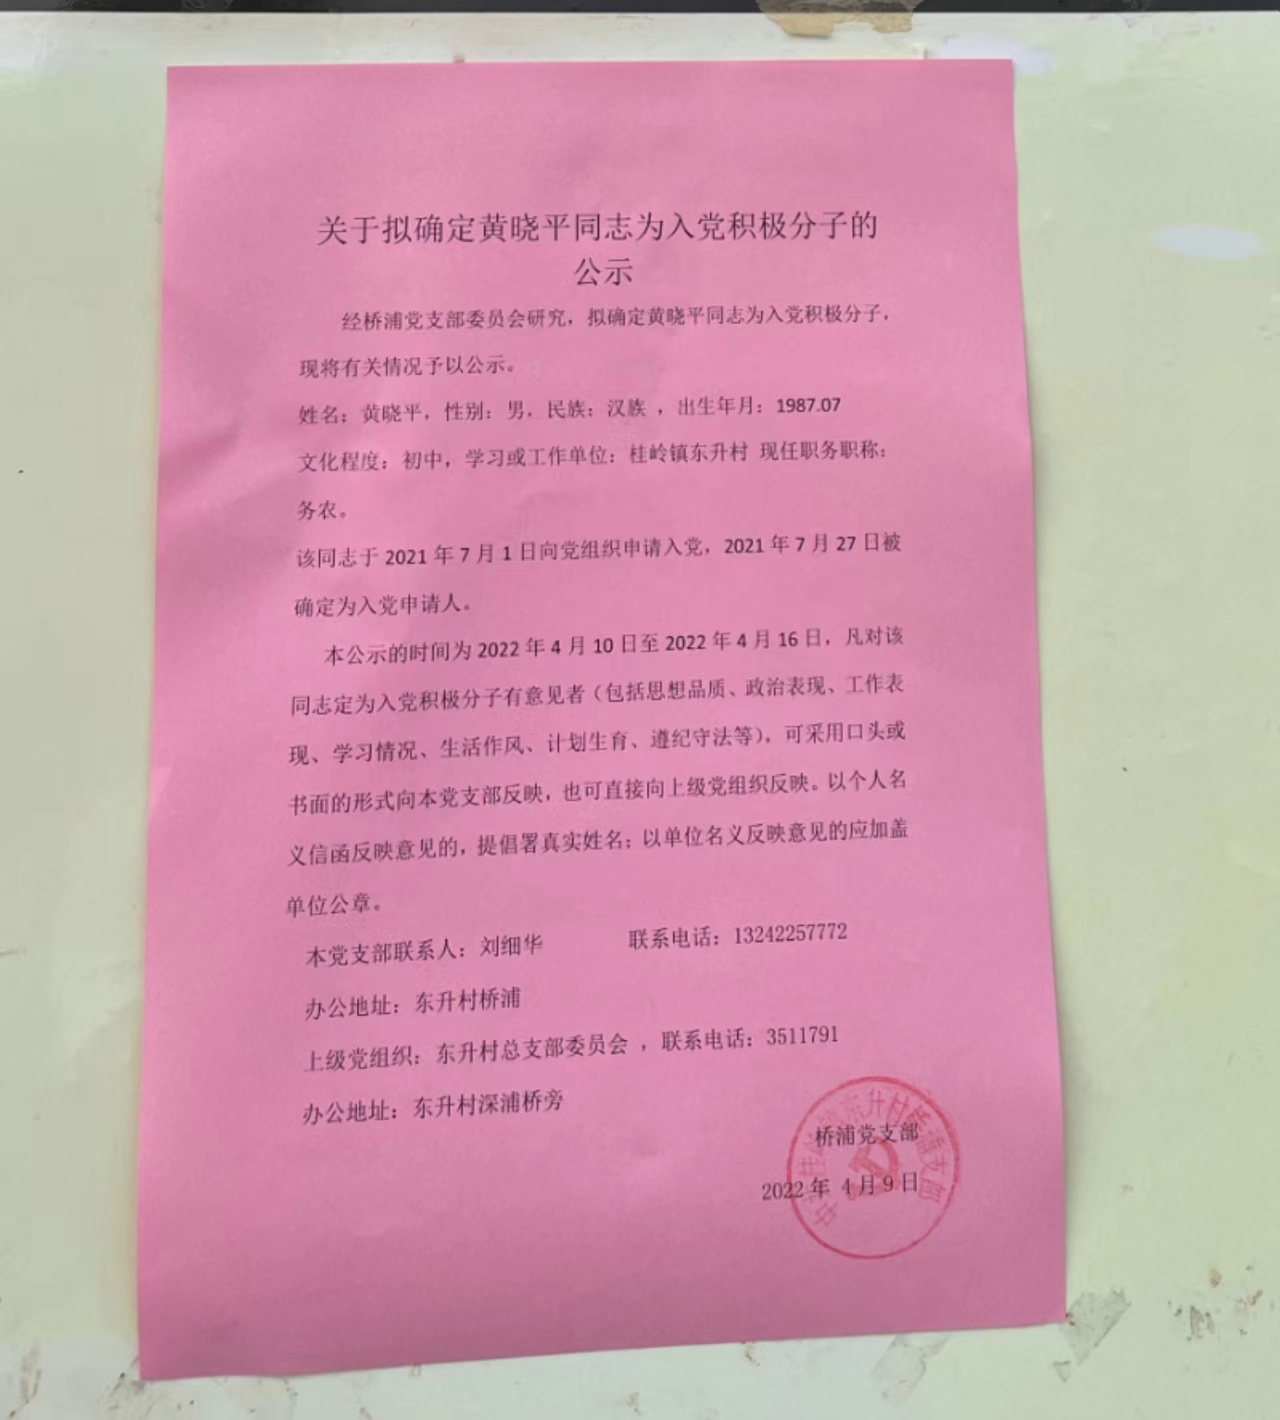 关于拟确定黄晓平同志为入党积极分子的
公示
经桥浦党支部委员会研究，拟确定黄晓平同志为入党积极分子，
现将有关情况予以公示。
姓名：黄晓平，性别：男，民族：汉族 ，出生年月：1987.07
文化程度：初中，学习或工作单位：桂岭镇东升村 现任职务职称：
务农。
该同志于 2021 年 7 月 1 日向党组织申请入党，2021 年 7 月 27 日被
确定为入党申请人。
本公示的时间为 2022 年 4 月 10 日至 2022 年 4 月 16 日，凡对该
同志定为入党积极分子有意见者（包括思想品质、政治表现、工作表
现、学习情况、生活作风、计划生育、遵纪守法等），可采用口头或
书面的形式向本党支部反映，也可直接向上级党组织反映。以个人名
义信函反映意见的，提倡署真实姓名；以单位名义反映意见的应加盖
单位公章。
本党支部联系人：刘细华 联系电话：13242257772
办公地址：东升村桥浦
上级党组织：东升村总支部委员会 ，联系电话：3511791
办公地址：东升村深浦桥旁
桥浦党支部
2022 年 4 月 9 日
中共桂岭镇东升村桥浦支部